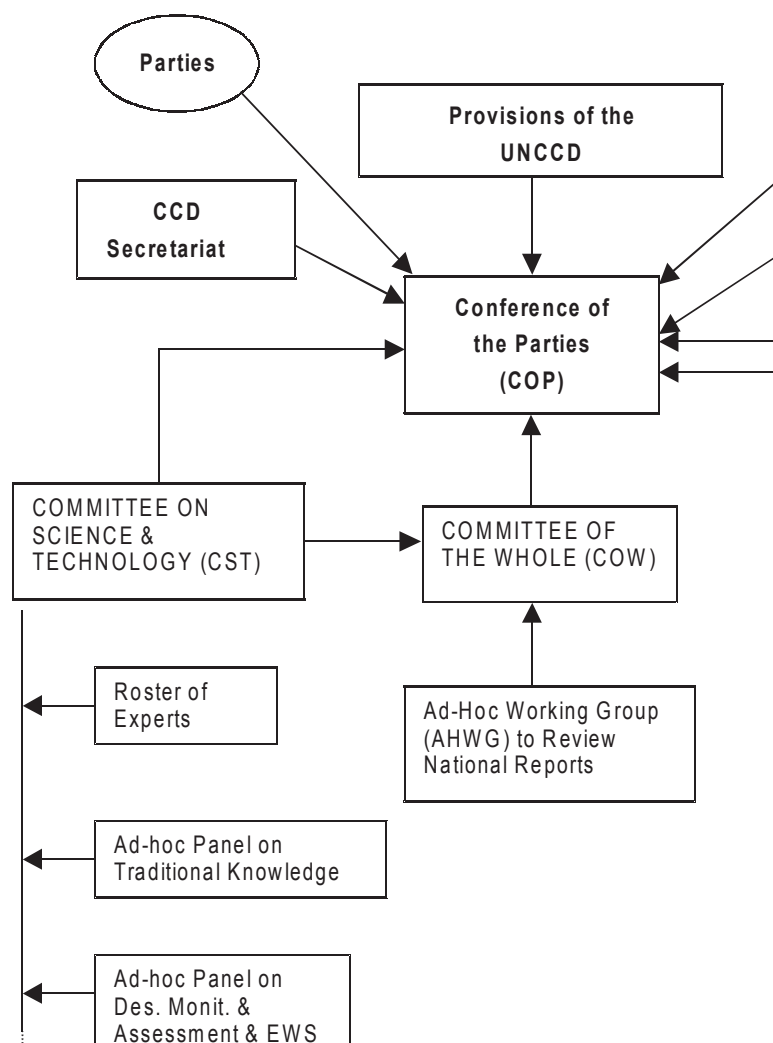 Parties
Provisions of the
UNCCD
CCD
Secretariat
Conference of
the Parties
(COP)
COMMITTEE ON
SCIENCE &
TECHNOLOGY (CST)
COMMITTEE OF
THE WHOLE (COW)
Roster of
Experts
Ad-Hoc Working Group
(AHWG) to Review
National Reports
Ad-hoc Panel on
Traditional Knowledge
Ad-hoc Panel on
Des. Monit. &
Assessment & EWS